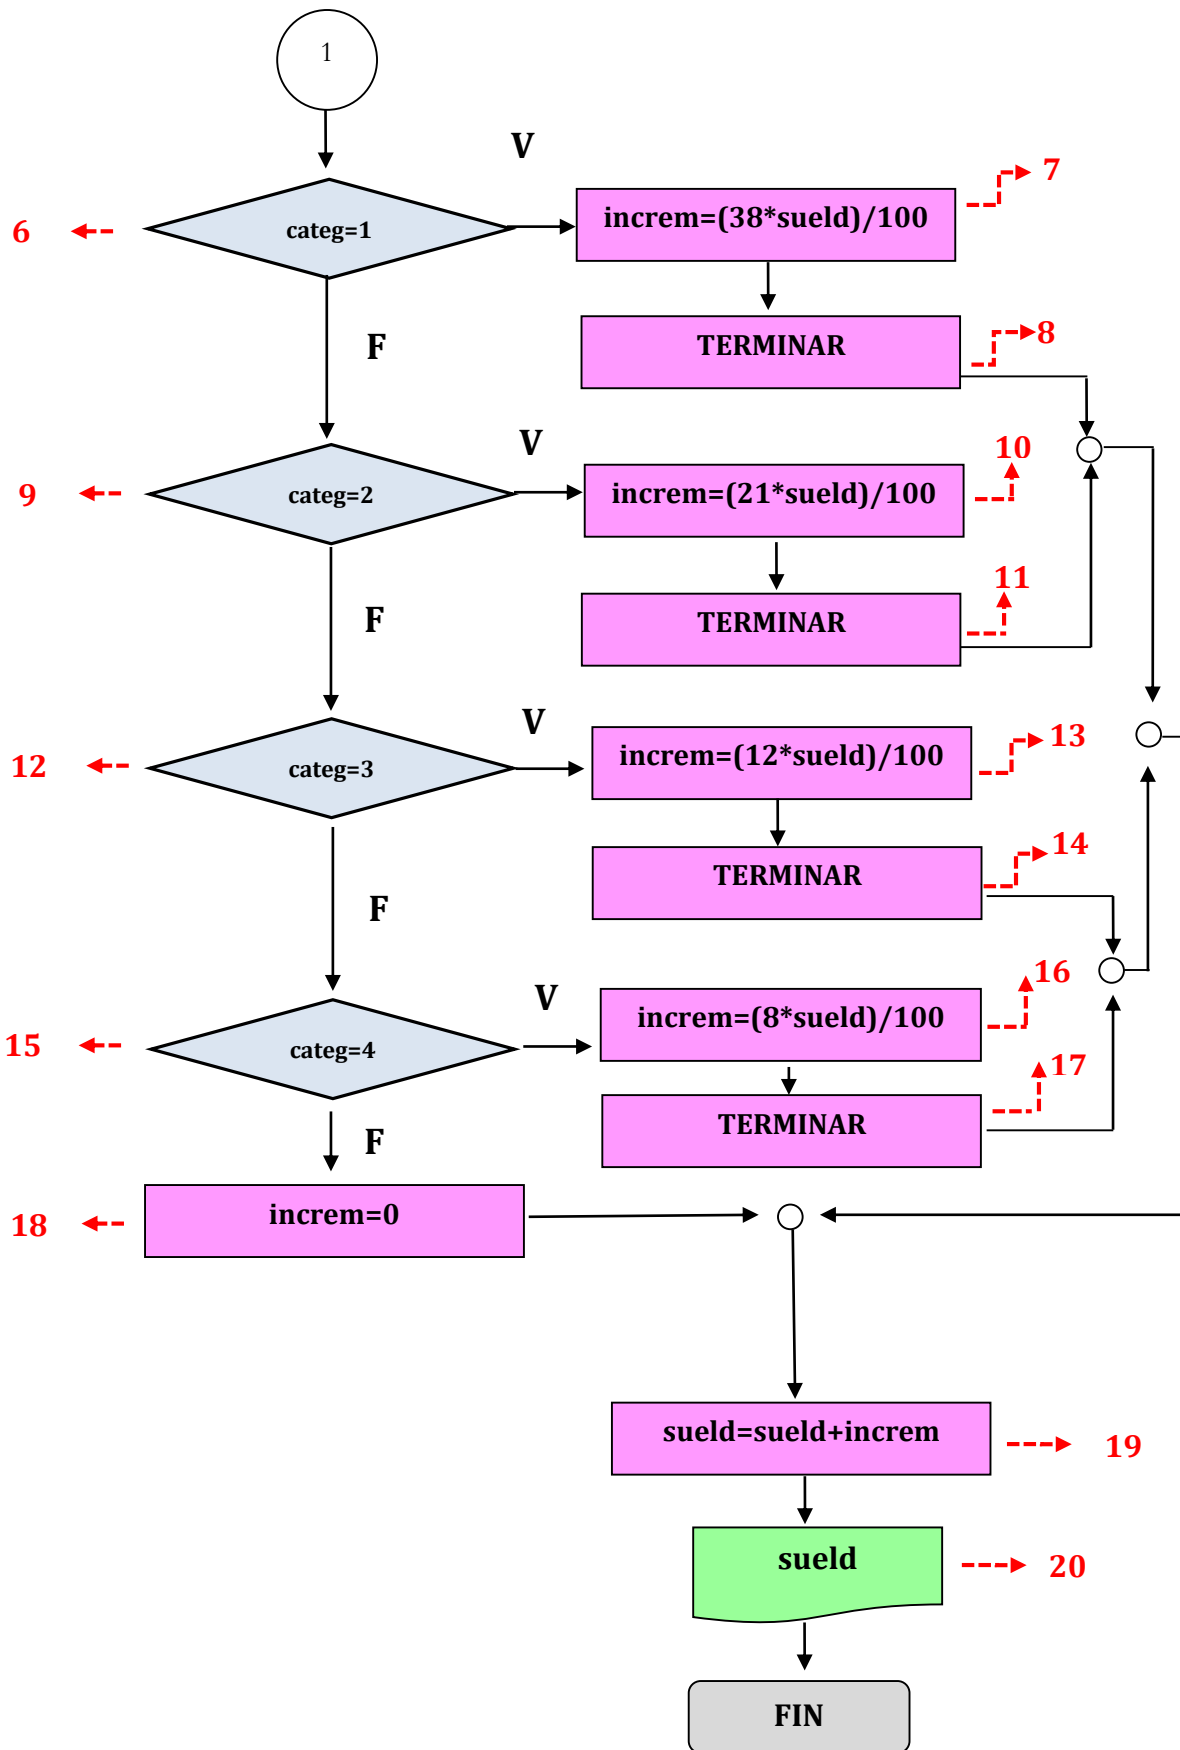 1
V
7
increm=(38*sueld)/100
6
categ=1
8
TERMINAR
F
V
10
9
categ=2
increm=(21*sueld)/100
11
TERMINAR
F
V
13
12
categ=3
increm=(12*sueld)/100
14
TERMINAR
F
V
16
15
categ=4
increm=(8*sueld)/100
17
TERMINAR
F
18
increm=0
sueld=sueld+increm
19
sueld
20
FIN